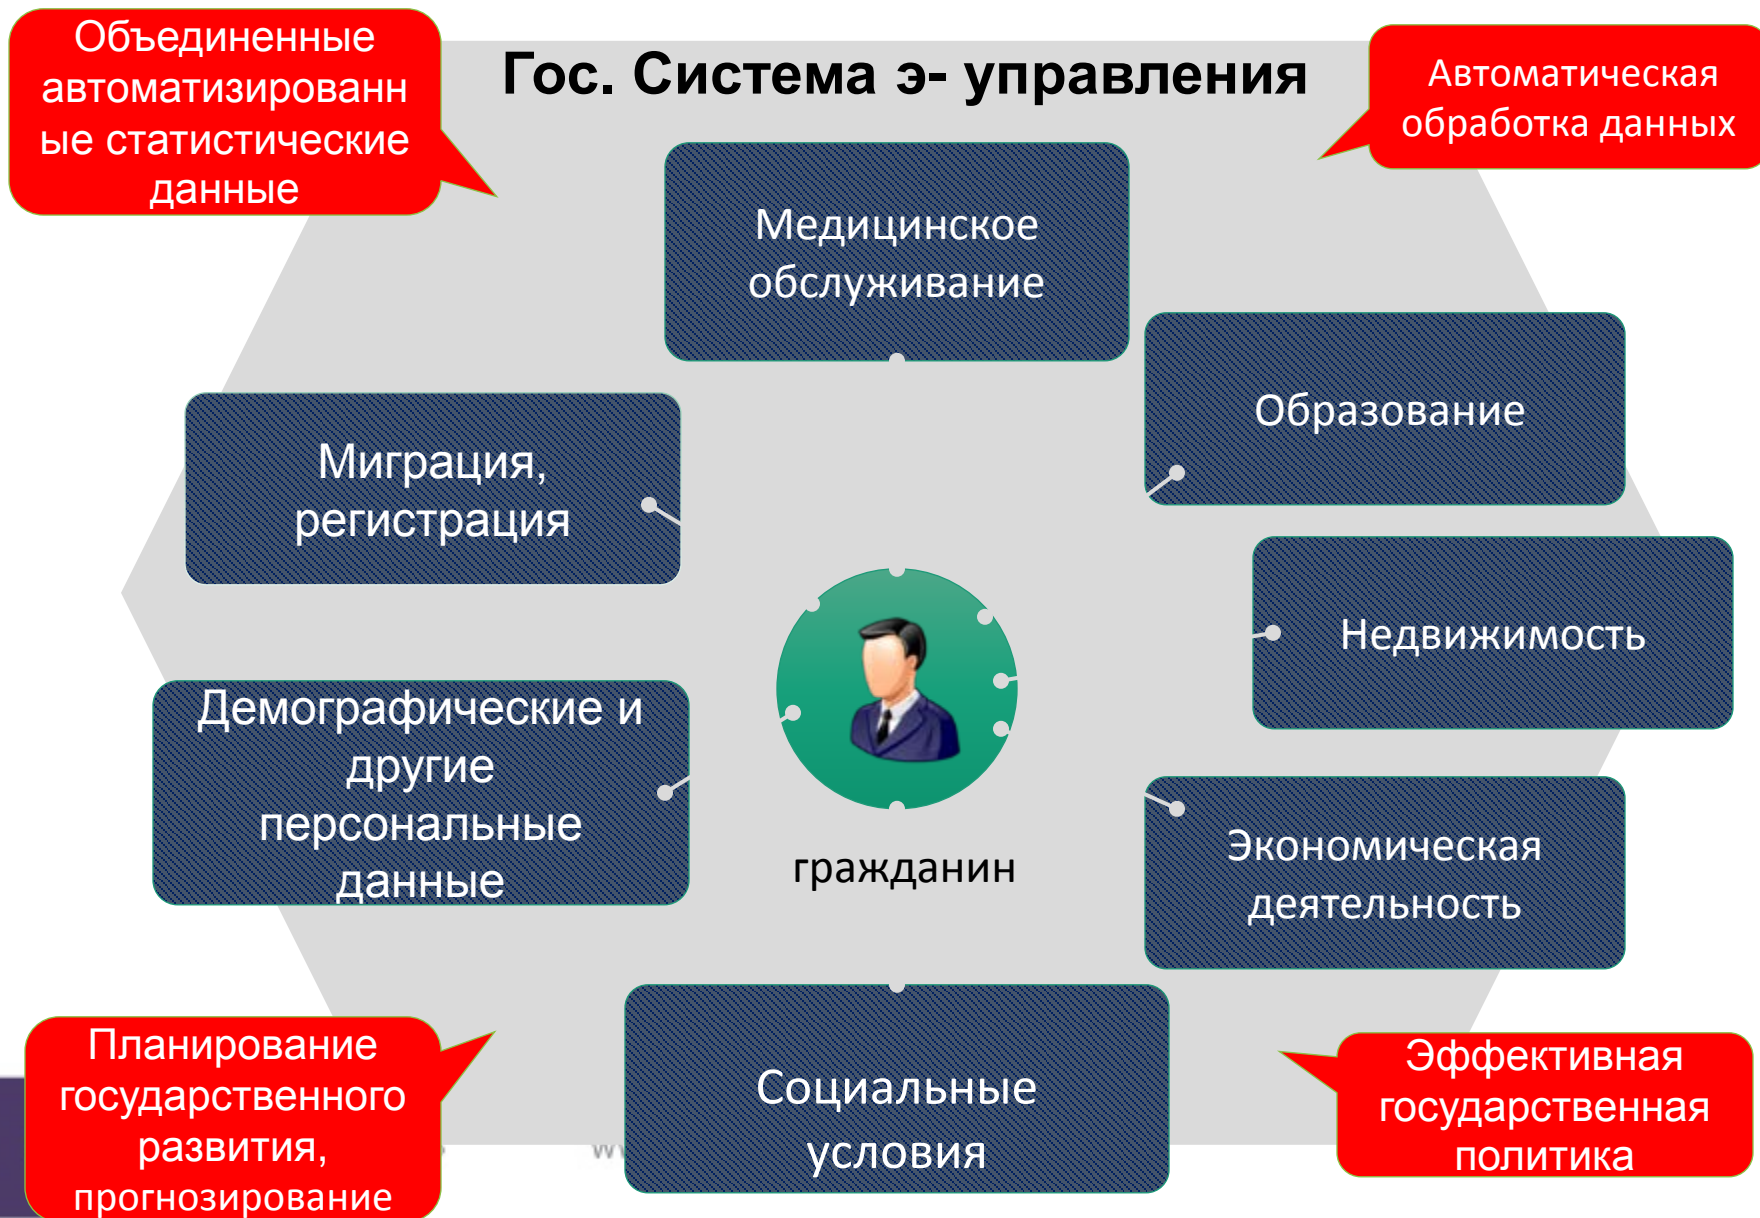 Объединенные
автоматизированн
ые статистические
данные
Гос. Система э- управления
Автоматическая
обработка данных
Медицинское
обслуживание
Образование
Миграция,
регистрация
Недвижимость
Демографические и
другие
персональные
данные
гражданин
Экономическая
деятельность
Планирование
государственного
развития,
прогнозирование
Социальные
условия
Эффективная
государственная
политика